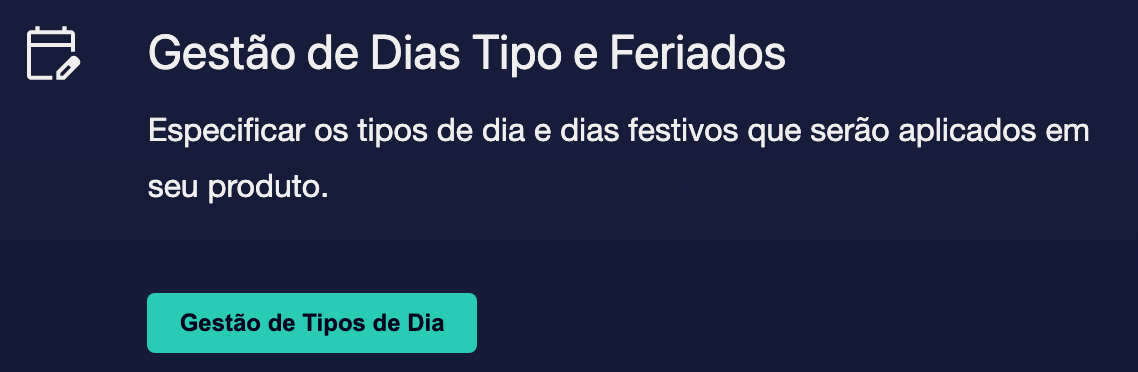 Gestão de Dias Tipo e Feriados
Especificar os tipos de dia e dias festivos que serão aplicados em
seu produto.
Gestão de Tipos de Dia